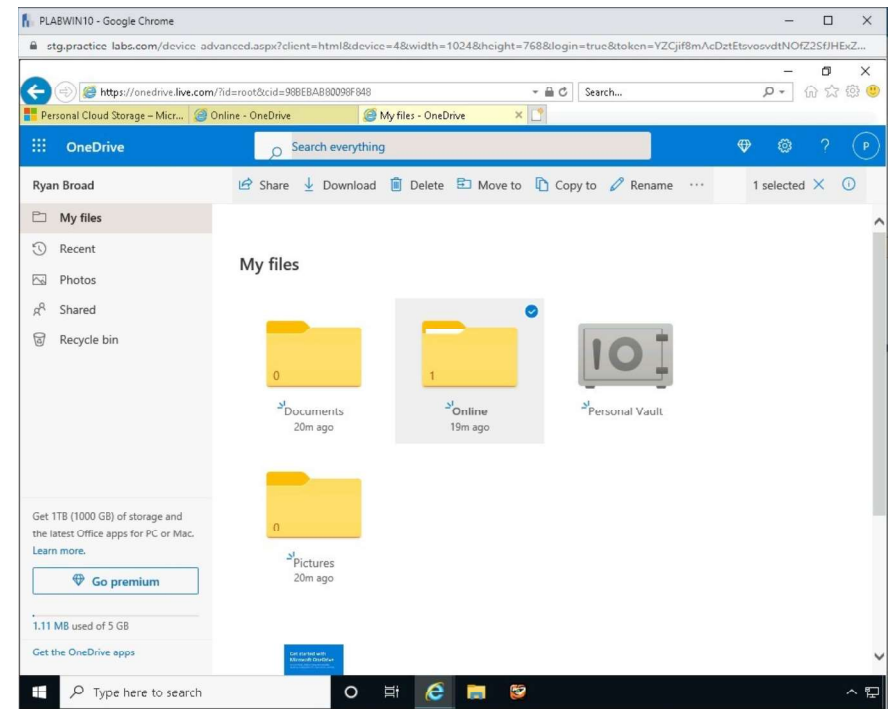 PLABWIN10 - Google Chrome
stg.practice-labs.com/device-advanced.aspx?client=html&device=4&width=1024&height=768&login=true&token=YZCjif8mAcDztEtsvosvdtNOfZ2SfJHExZ...
https://onedrive.live.com/?id=root&cid=98BEBAB80098F848 Search...
Personal Cloud Storage – Micr... Online - OneDrive My files - OneDrive
OneDrive Search everything ? P
Ryan Broad Share Download Delete Move to Copy to Rename ... 1 selected
My files
Recent
Photos
Shared
Recycle bin
My files
0 1
Documents Online Personal Vault
20m ago 19m ago
0
Pictures
20m ago
Get 1TB (1000 GB) of storage and
the latest Office apps for PC or Mac.
Learn more.
Go premium
1.11 MB used of 5 GB
Get the OneDrive apps
Get started with
Microsoft OneDrive
Type here to search